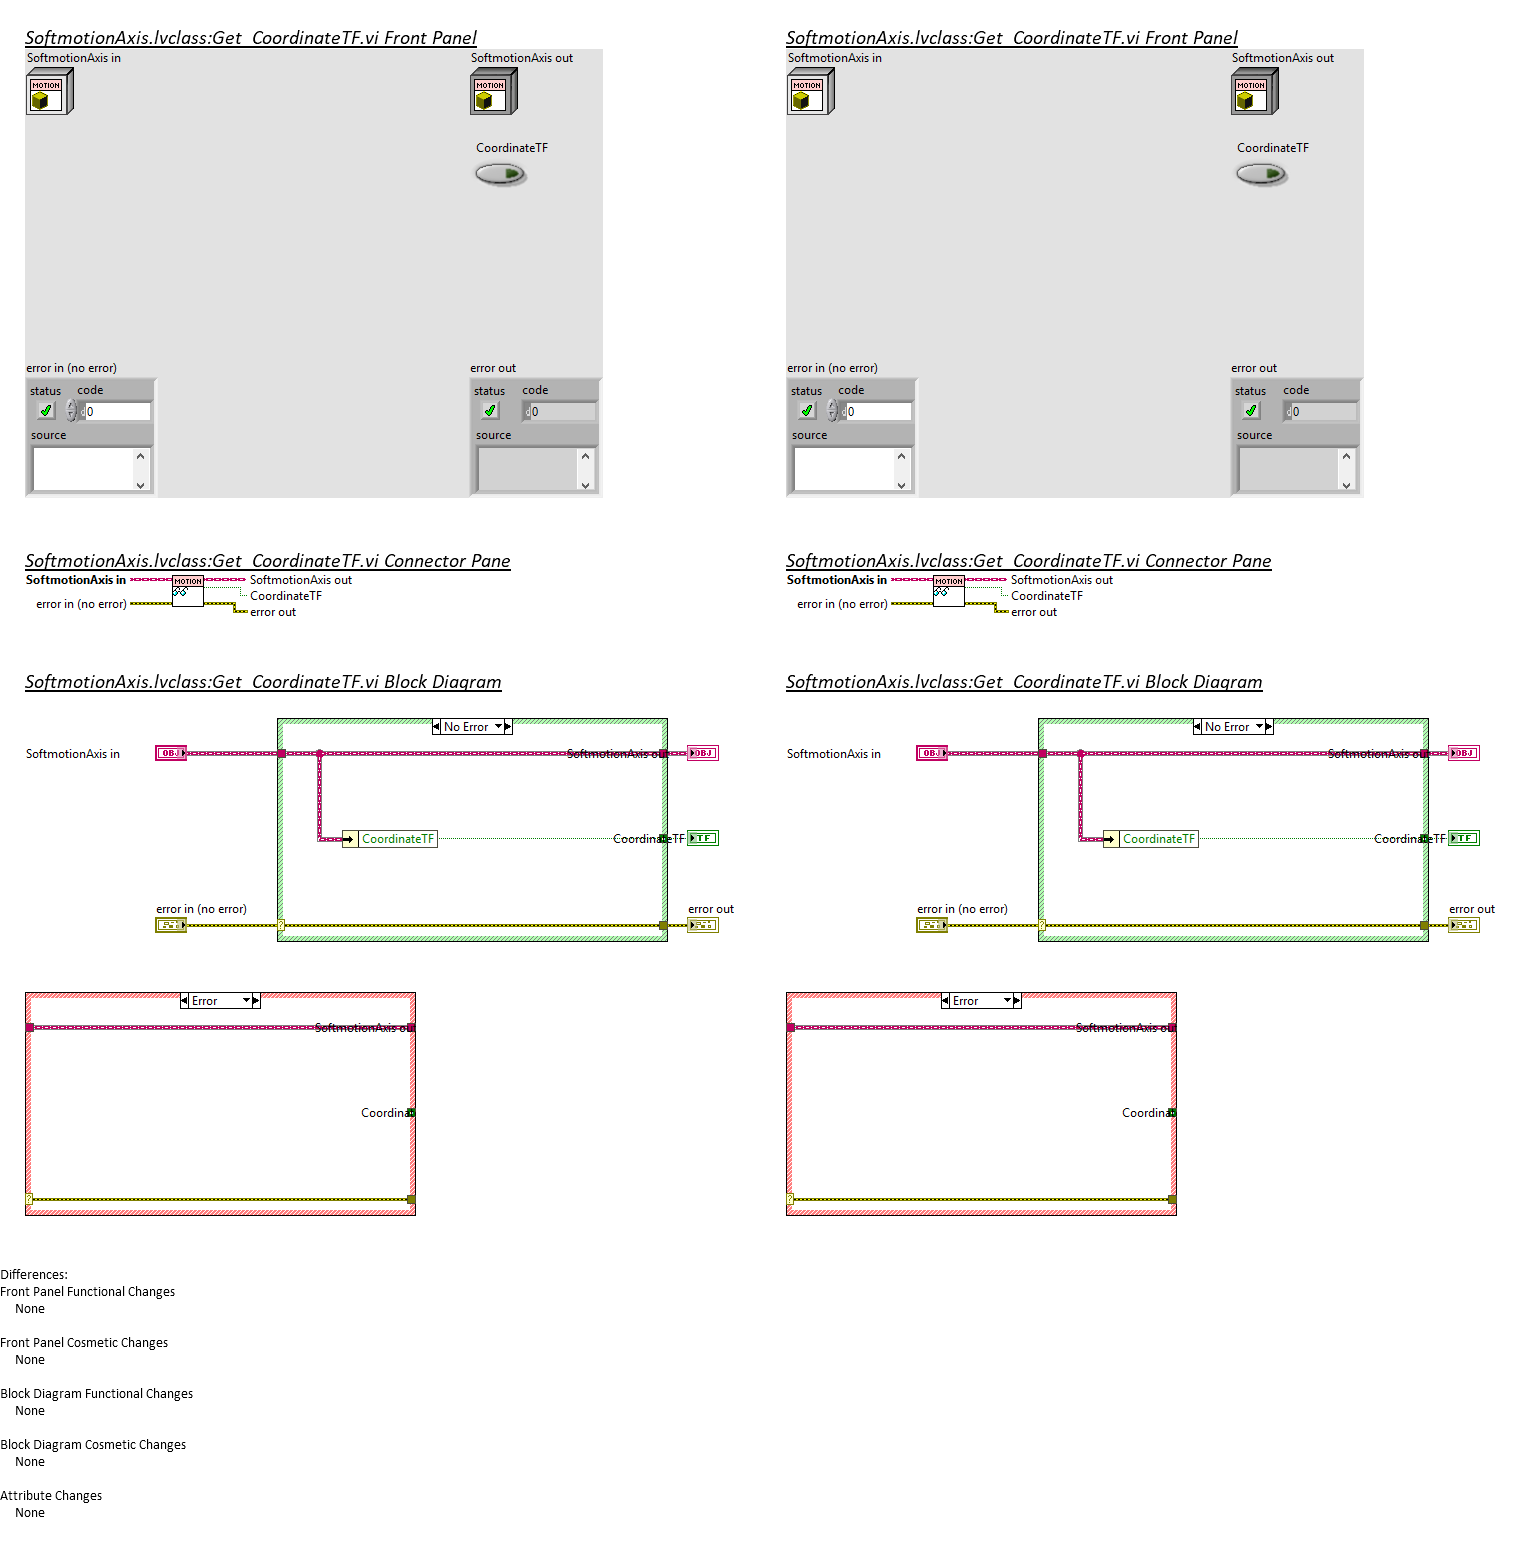 SoftmotionAxis.lvclass:Get_CoordinateTF.vi Front Panel
SoftmotionAxis in
SoftmotionAxis out
MOTION
MOTION
CoordinateTF
error in (no error)
error out
status
code
0
source
status
code
d0
source
SoftmotionAxis.lvclass:Get_CoordinateTF.vi Front Panel
SoftmotionAxis in
SoftmotionAxis out
MOTION
MOTION
CoordinateTF
error in (no error)
error out
status
code
0
source
status
code
0
source
SoftmotionAxis.lvclass:Get_CoordinateTF.vi Connector Pane
SoftmotionAxis in
MOTION
SoftmotionAxis out
CoordinateTF
error in (no error)
error out
SoftmotionAxis.lvclass:Get_CoordinateTF.vi Connector Pane
SoftmotionAxis in
MOTION
SoftmotionAxis out
CoordinateTF
error in (no error)
error out
SoftmotionAxis.lvclass:Get_CoordinateTF.vi Block Diagram
No Error
SoftmotionAxis in
OBJ
SoftmotionAxis out
OBJ
CoordinateTF
CoordinateTF
TF
error in (no error)
error out
?
Error
SoftmotionAxis out
Coordinat
?
SoftmotionAxis.lvclass:Get_CoordinateTF.vi Block Diagram
No Error
SoftmotionAxis in
OBJ
SoftmotionAxis out
OBJ
CoordinateTF
CoordinateTF
TF
error in (no error)
error out
?
Error
SoftmotionAxis out
Coordinat
?
Differences:
Front Panel Functional Changes
None
Front Panel Cosmetic Changes
None
Block Diagram Functional Changes
None
Block Diagram Cosmetic Changes
None
Attribute Changes
None